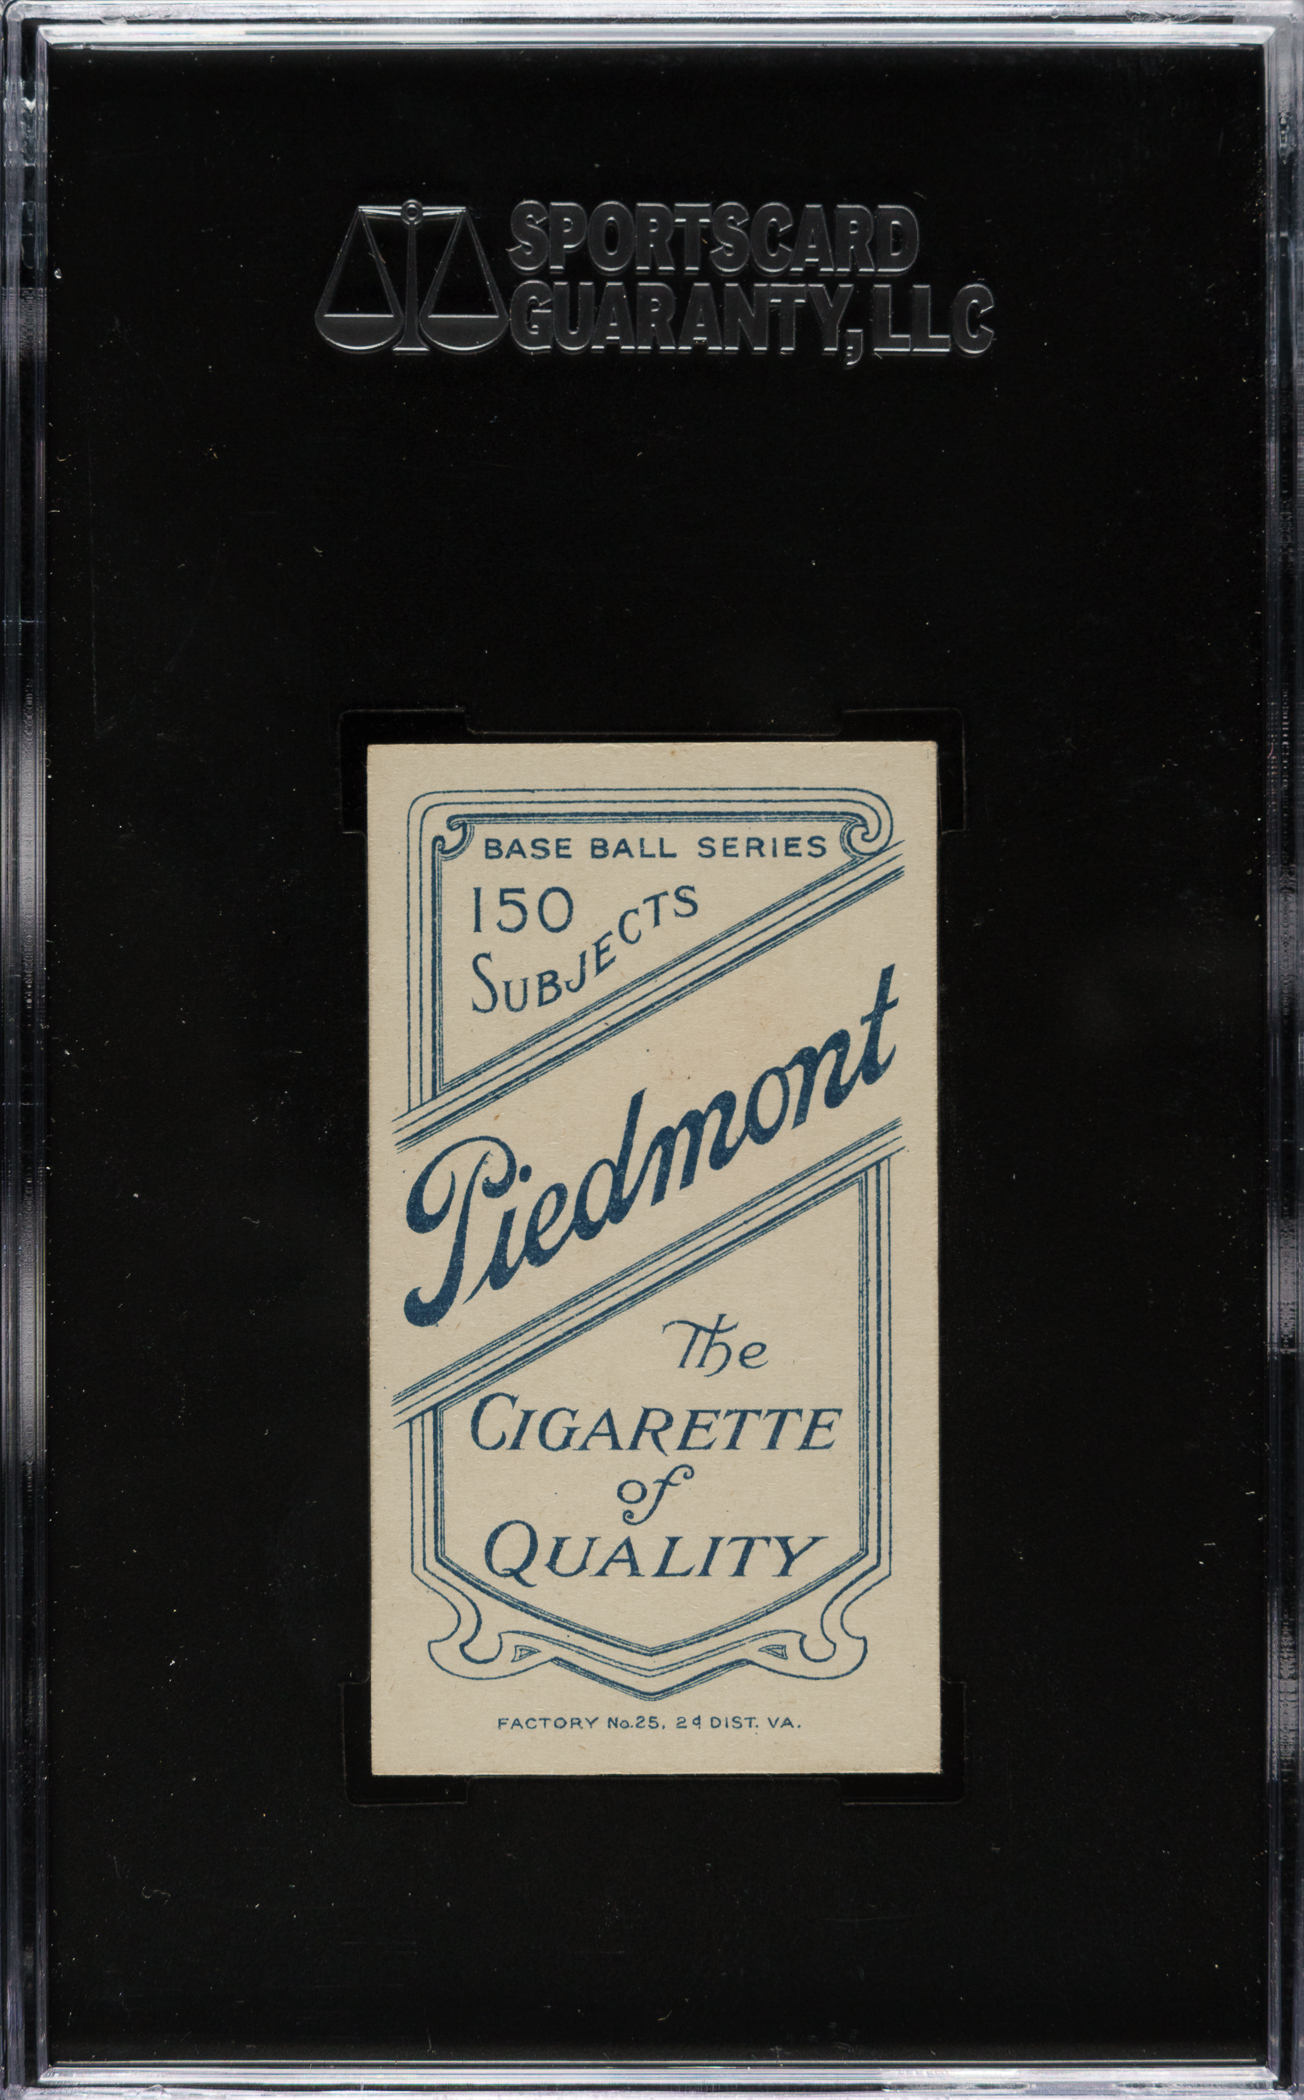 SPORTSCARD
GUARANTY, LLC
BASE BALL SERIES
150
SUBJECTS
Piedmont
The
CIGARETTE
of
QUALITY
FACTORY No. 25, 2d DIST. VA.